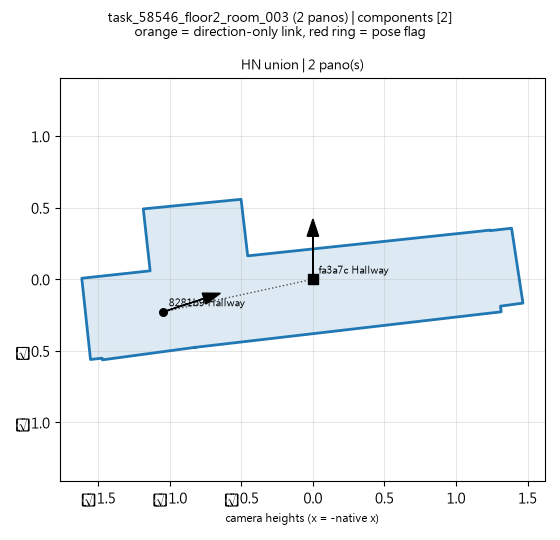 task_58546_floor2_room_003 (2 panos) | components [2]
orange = direction-only link, red ring = pose flag
HN union | 2 pano(s)
1.0
0.5
fa3a7c Hallway
0.0
8281b9 Hallway
0.5
1.0
1.5 1.0 0.5 0.0 0.5 1.0 1.5
camera heights (x = -native x)